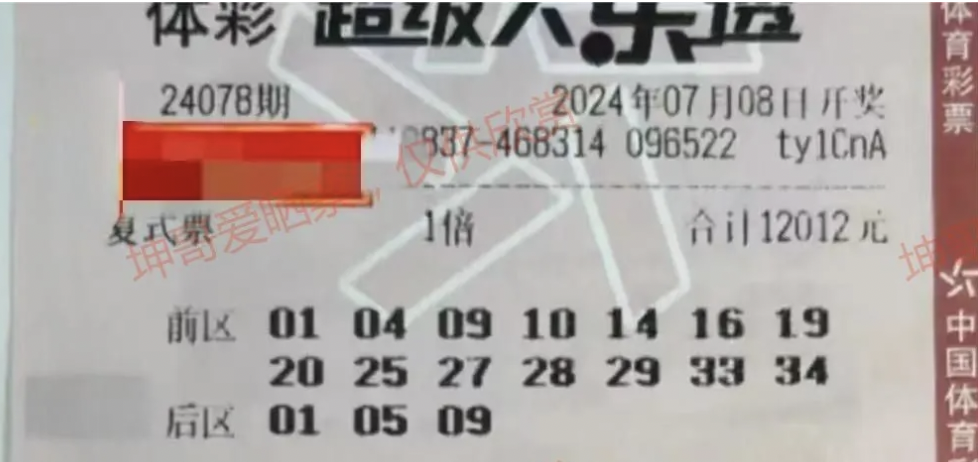 体彩 超级大乐透
24078期 2024年07月08日开奖
837-468314 096522 ty1CnA
复式票 1倍 合计12012元
前区 01 04 09 10 14 16 19
20 25 27 28 29 33 34
后区 01 05 09
坤哥爱晒票，仅供欣赏
坤
体育彩票
中国体育